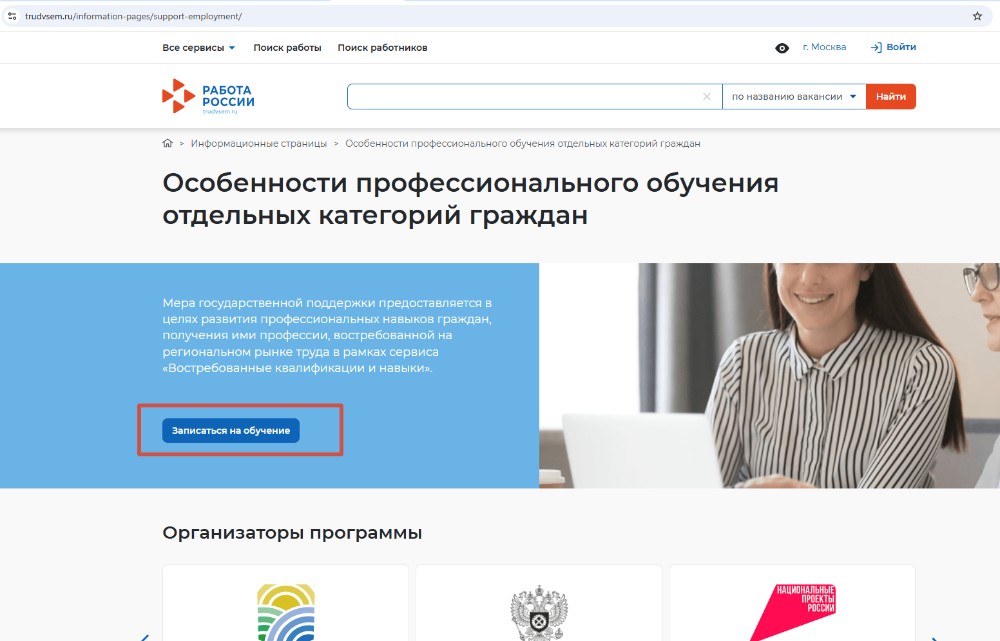 trudvsem.ru/information-pages/support-employment/
Все сервисы
Поиск работы
Поиск работников
г. Москва
Войти
РАБОТА
РОССИИ
trudvsem.ru
по названию вакансии
Найти
> Информационные страницы > Особенности профессионального обучения отдельных категорий граждан
Особенности профессионального обучения
отдельных категорий граждан
Мера государственной поддержки предоставляется в
целях развития профессиональных навыков граждан,
получения ими профессии, востребованной на
региональном рынке труда в рамках сервиса
«Востребованные квалификации и навыки».
Записаться на обучение
Организаторы программы
НАЦИОНАЛЬНЫЕ
ПРОЕКТЫ
РОССИИ